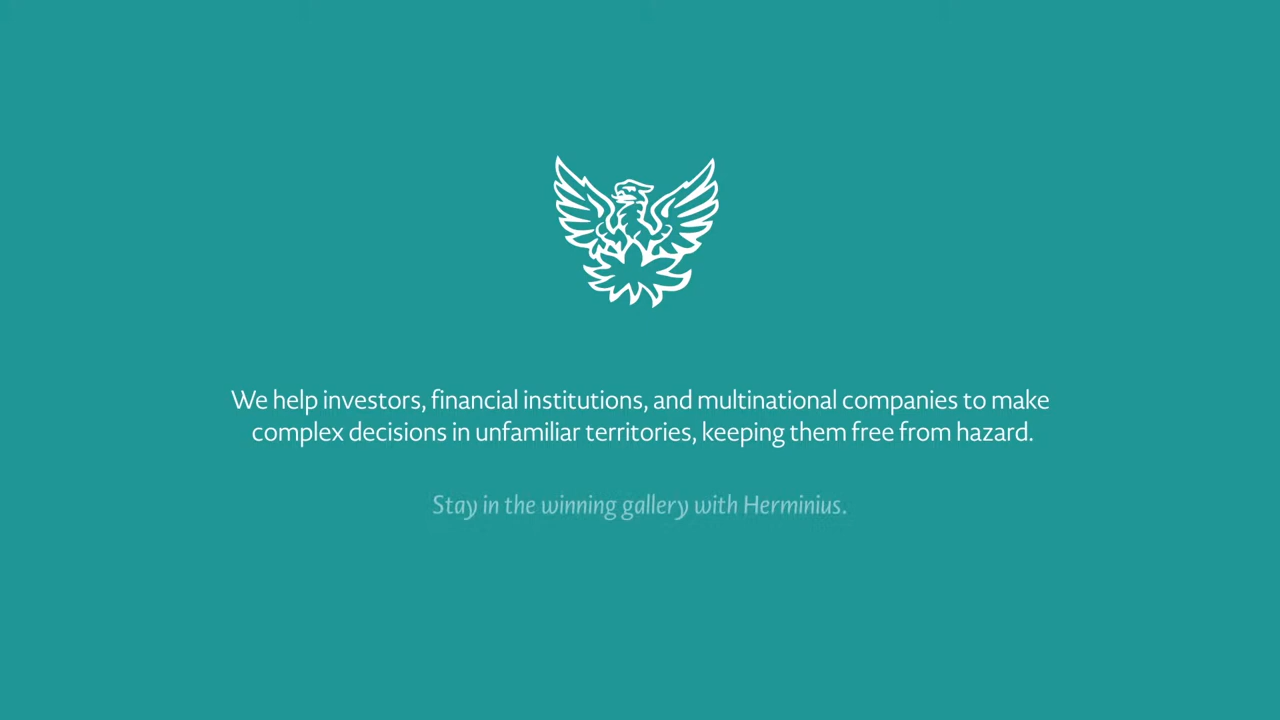 We help investors, financial institutions, and multinational companies to make
complex decisions in unfamiliar territories, keeping them free from hazard.
Stay in the winning gallery with Herminius.